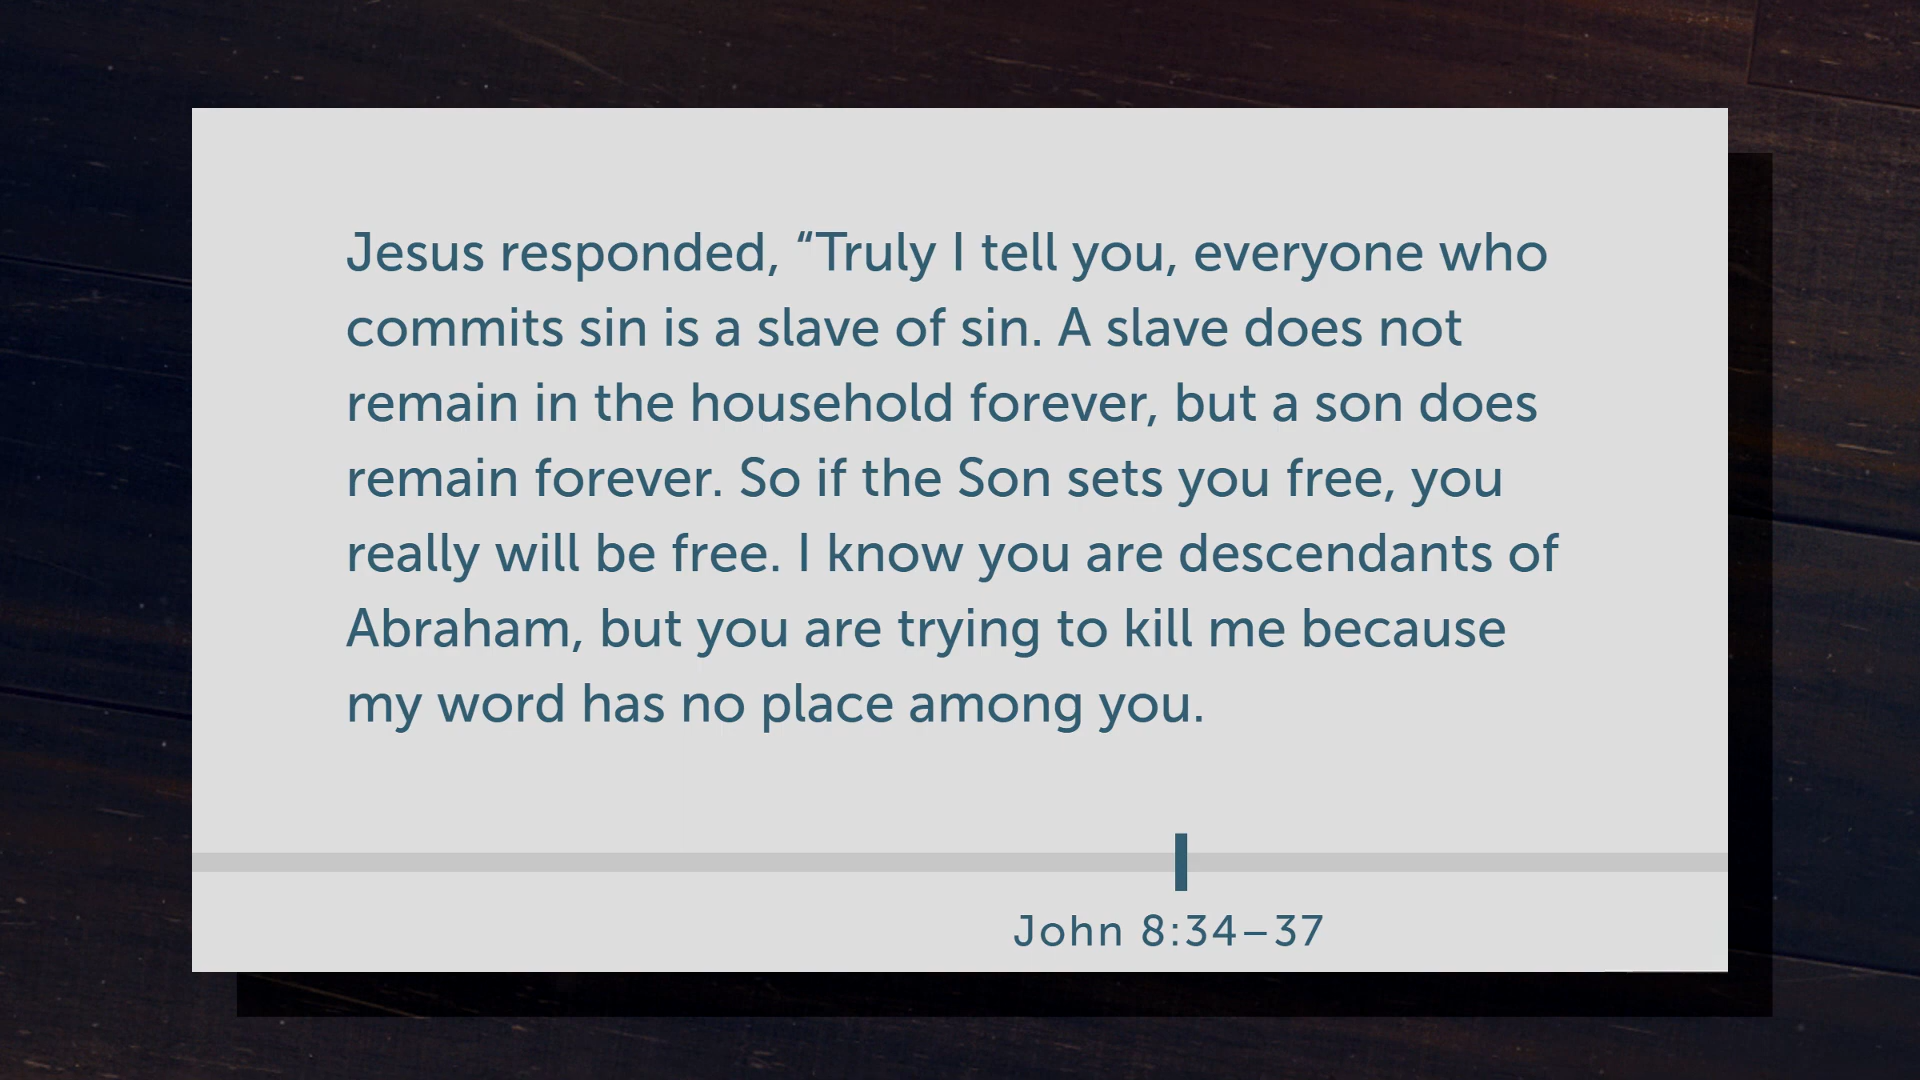 Jesus responded, “Truly I tell you, everyone who
commits sin is a slave of sin. A slave does not
remain in the household forever, but a son does
remain forever. So if the Son sets you free, you
really will be free. I know you are descendants of
Abraham, but you are trying to kill me because
my word has no place among you.
John 8:34–37